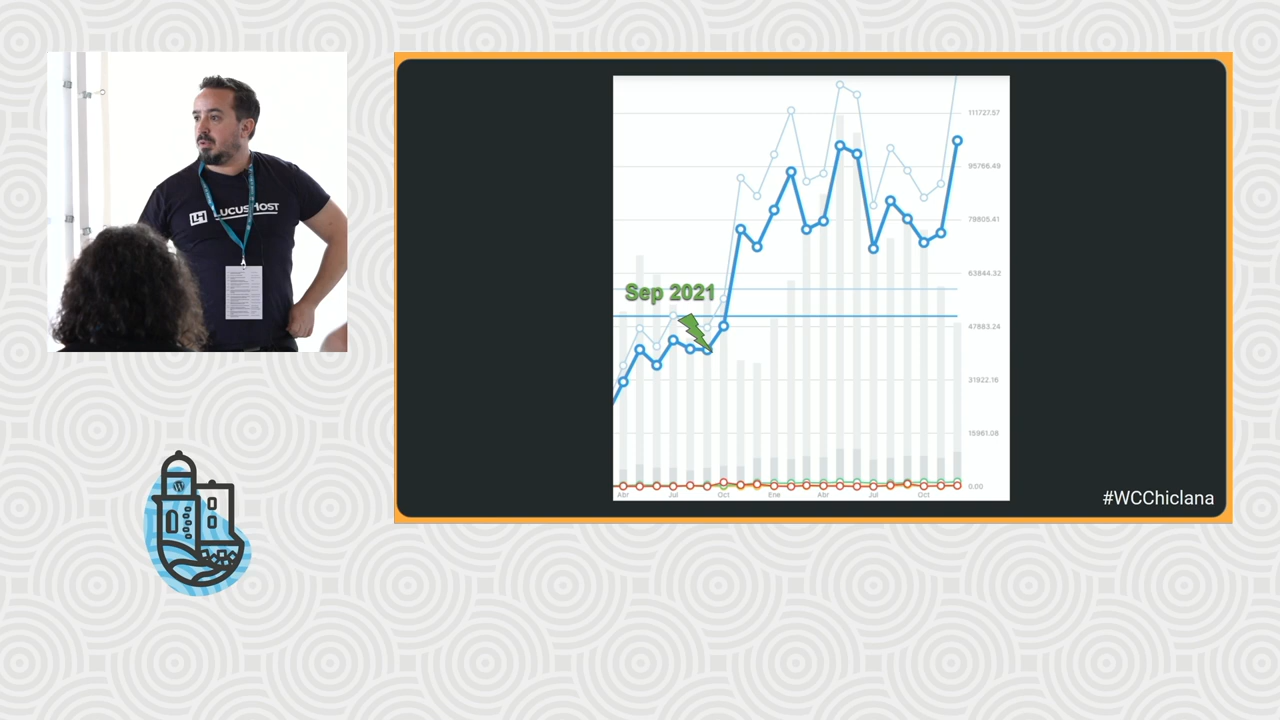 LH LUCUSHOST
111727.57
95766.49
79805.41
63844.32
Sep 2021
47883.24
31922.16
15961.08
0.00
Abr Jul Oct Ene Abr Jul Oct
#WCChiclana